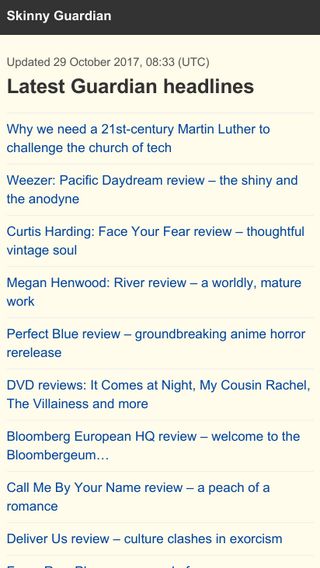 Skinny Guardian
Updated 29 October 2017, 08:33 (UTC)
Latest Guardian headlines
Why we need a 21st-century Martin Luther to
challenge the church of tech
Weezer: Pacific Daydream review – the shiny and
the anodyne
Curtis Harding: Face Your Fear review – thoughtful
vintage soul
Megan Henwood: River review – a worldly, mature
work
Perfect Blue review – groundbreaking anime horror
rerelease
DVD reviews: It Comes at Night, My Cousin Rachel,
The Villainess and more
Bloomberg European HQ review – welcome to the
Bloombergeum…
Call Me By Your Name review – a peach of a
romance
Deliver Us review – culture clashes in exorcism